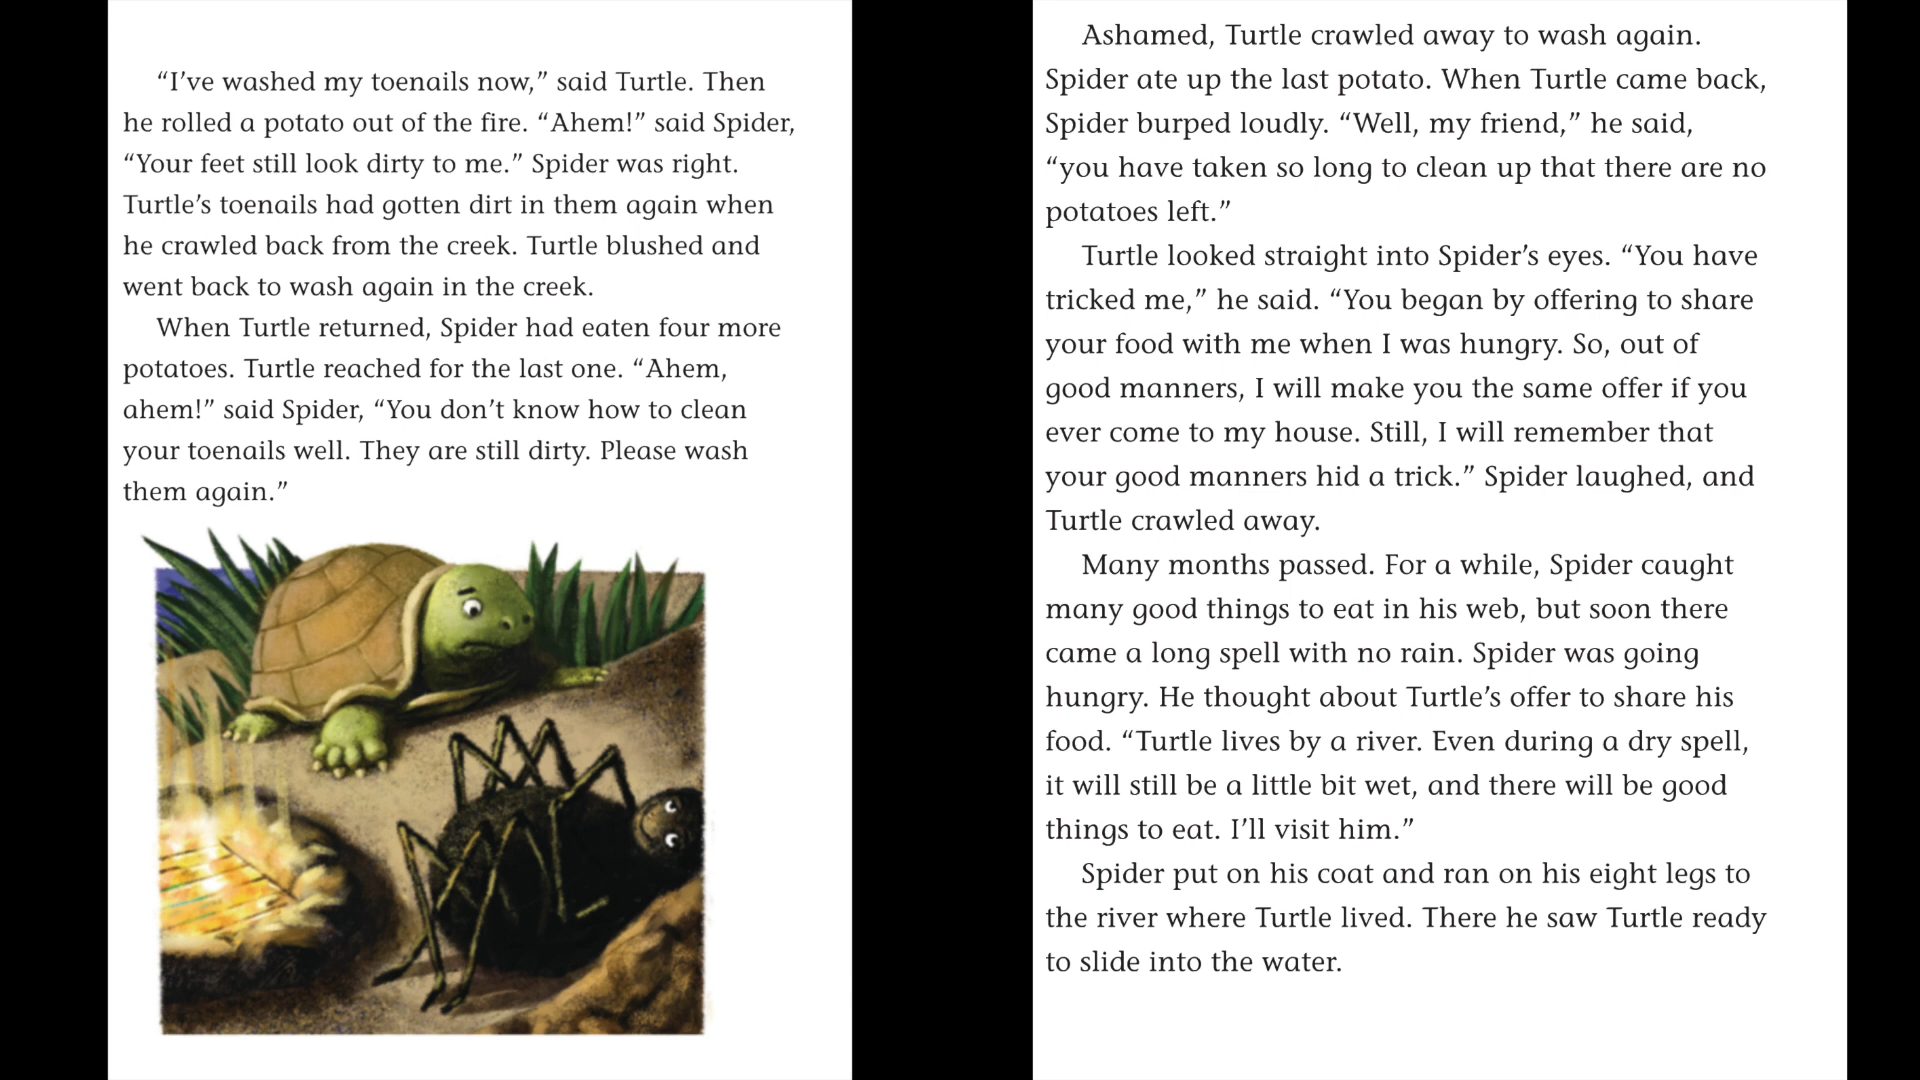 “I’ve washed my toenails now,” said Turtle. Then
he rolled a potato out of the fire. “Ahem!” said Spider,
“Your feet still look dirty to me.” Spider was right.
Turtle’s toenails had gotten dirt in them again when
he crawled back from the creek. Turtle blushed and
went back to wash again in the creek.
When Turtle returned, Spider had eaten four more
potatoes. Turtle reached for the last one. “Ahem,
ahem!” said Spider, “You don’t know how to clean
your toenails well. They are still dirty. Please wash
them again.”
Ashamed, Turtle crawled away to wash again.
Spider ate up the last potato. When Turtle came back,
Spider burped loudly. “Well, my friend,” he said,
“you have taken so long to clean up that there are no
potatoes left.”
Turtle looked straight into Spider’s eyes. “You have
tricked me,” he said. “You began by offering to share
your food with me when I was hungry. So, out of
good manners, I will make you the same offer if you
ever come to my house. Still, I will remember that
your good manners hid a trick.” Spider laughed, and
Turtle crawled away.
Many months passed. For a while, Spider caught
many good things to eat in his web, but soon there
came a long spell with no rain. Spider was going
hungry. He thought about Turtle’s offer to share his
food. “Turtle lives by a river. Even during a dry spell,
it will still be a little bit wet, and there will be good
things to eat. I’ll visit him.”
Spider put on his coat and ran on his eight legs to
the river where Turtle lived. There he saw Turtle ready
to slide into the water.